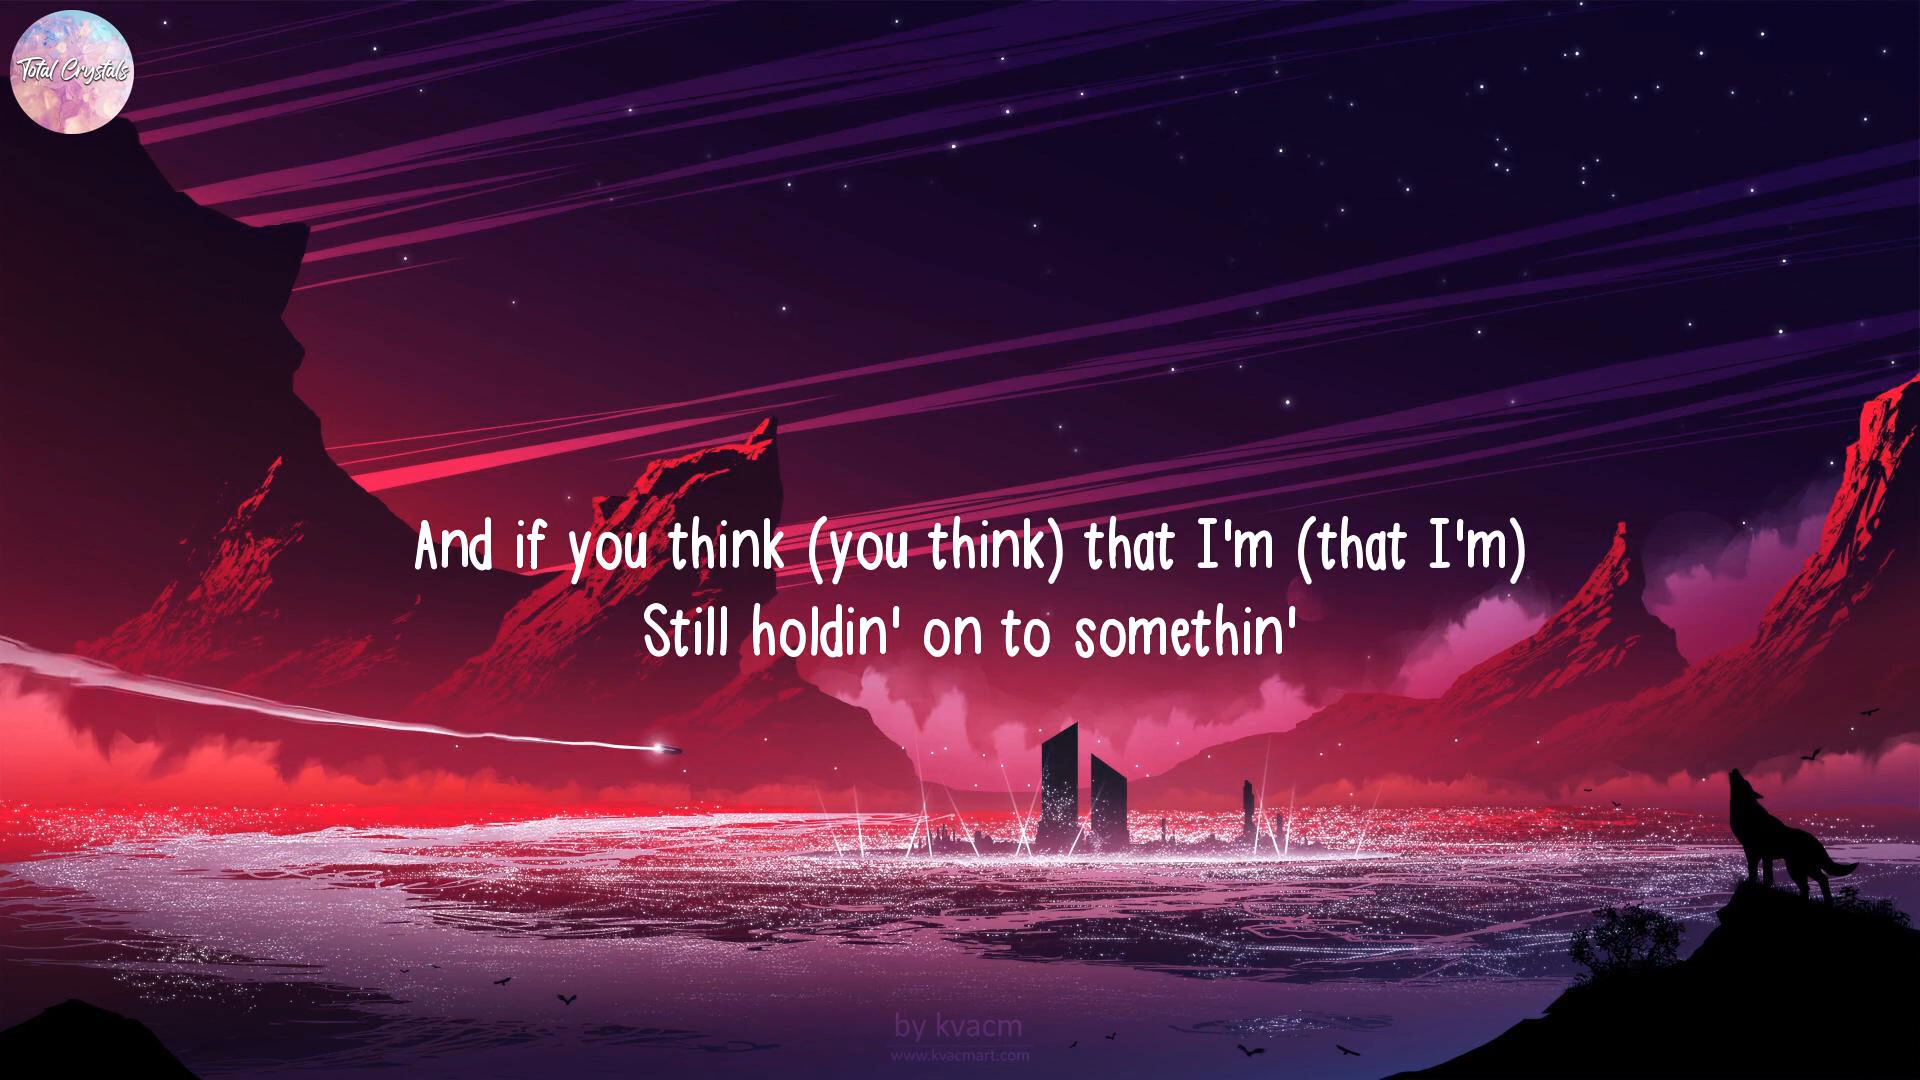 Total Crystals
And if you think (you think) that I'm (that I'm)
Still holdin' on to somethin'
by kvacm
www.kvacmart.com